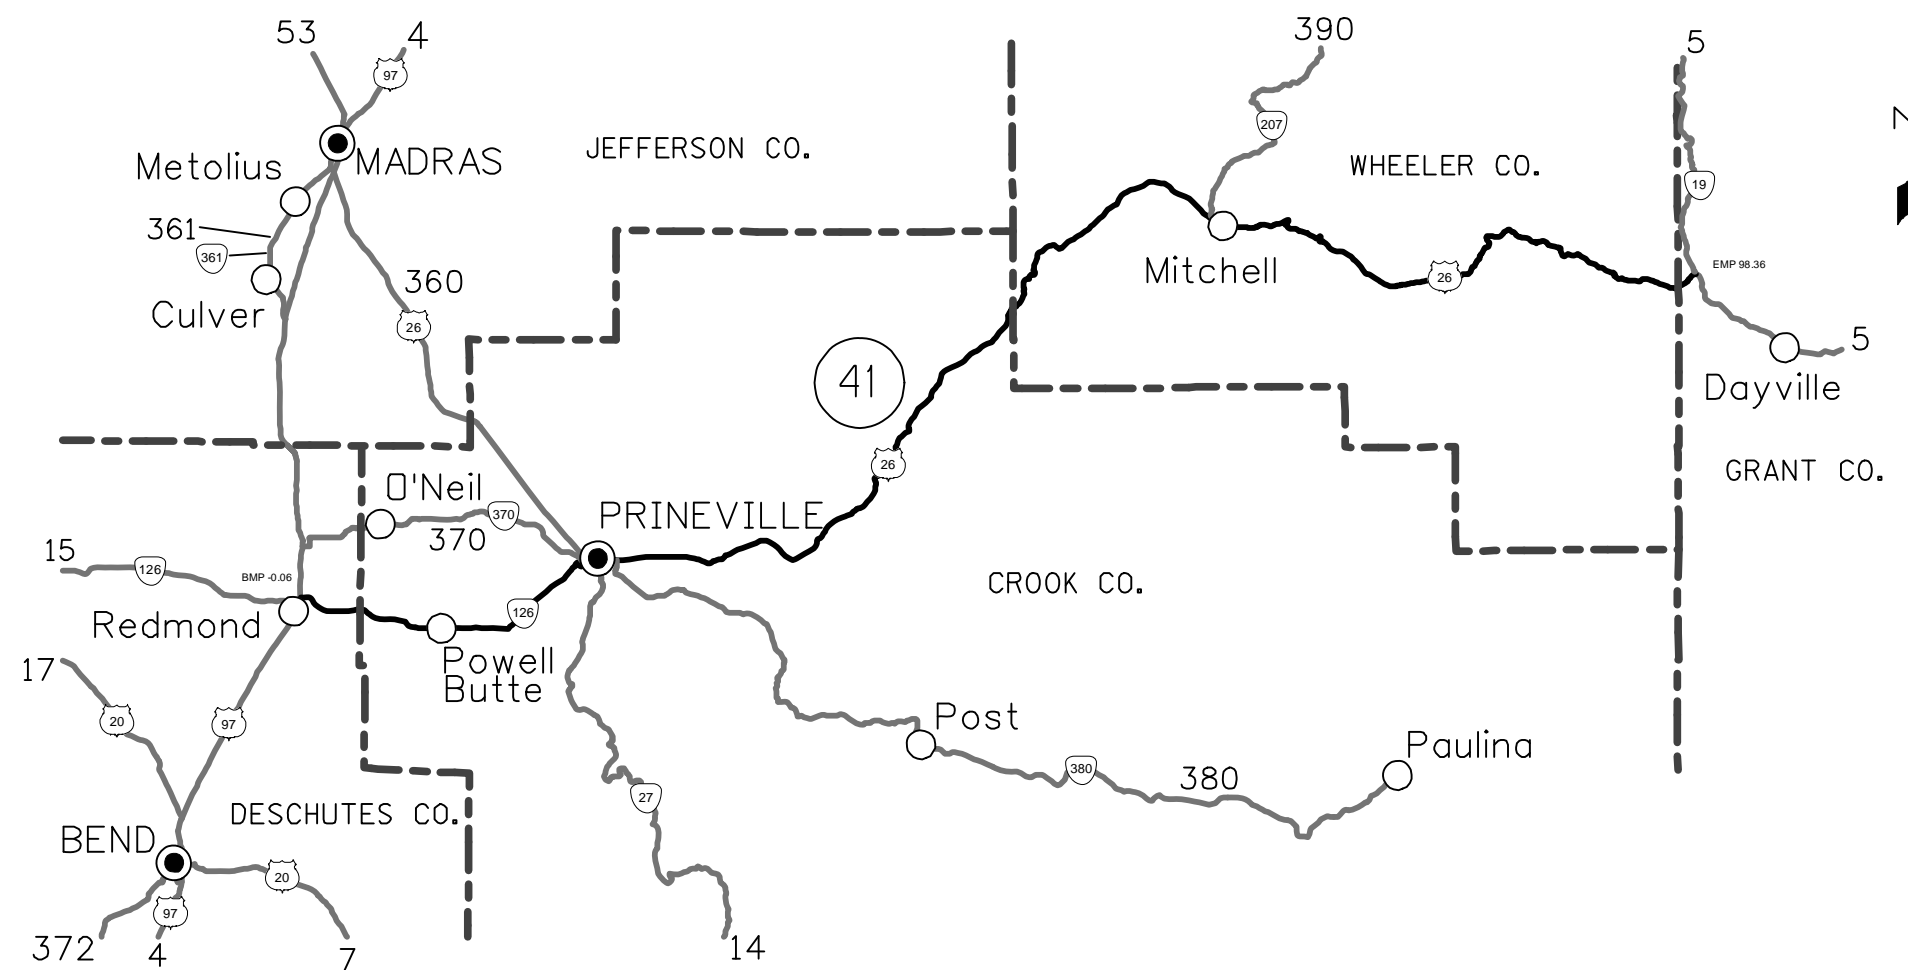 53
4
390
5
97
207
JEFFERSON CO.
MADRAS
Metolius
WHEELER CO.
19
361
361
EMP 98.36
Mitchell
360
26
Culver
26
5
41
Dayville
26
GRANT CO.
O'Neil
370
PRINEVILLE
370
15
126
BMP -0.06
CROOK CO.
Redmond
126
17
Powell
Butte
20
97
Post
Paulina
380
380
27
DESCHUTES CO.
BEND
20
97
372
4
7
14